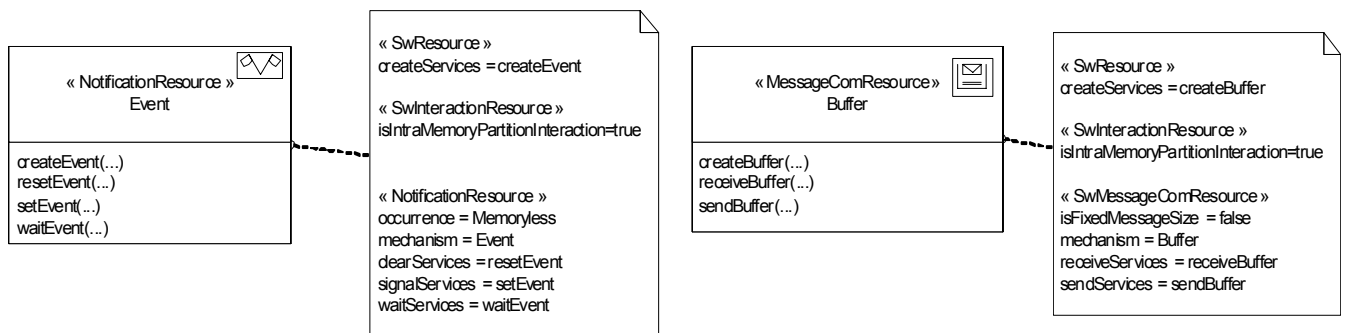 « NotificationResource »
Event
createEvent(...)
resetEvent(...)
setEvent(...)
waitEvent(...)
« SwResource »
createServices = createEvent
« SwInteractionResource »
isIntraMemoryPartitionInteraction=true
« NotificationResource »
occurrence = Memoryless
mechanism = Event
clearServices = resetEvent
signalServices = setEvent
waitServices = waitEvent
« MessageComResource »
Buffer
createBuffer(...)
receiveBuffer(...)
sendBuffer(...)
« SwResource »
createServices = createBuffer
« SwInteractionResource »
isIntraMemoryPartitionInteraction=true
« SwMessageComResource »
isFixedMessageSize = false
mechanism = Buffer
receiveServices = receiveBuffer
sendServices = sendBuffer